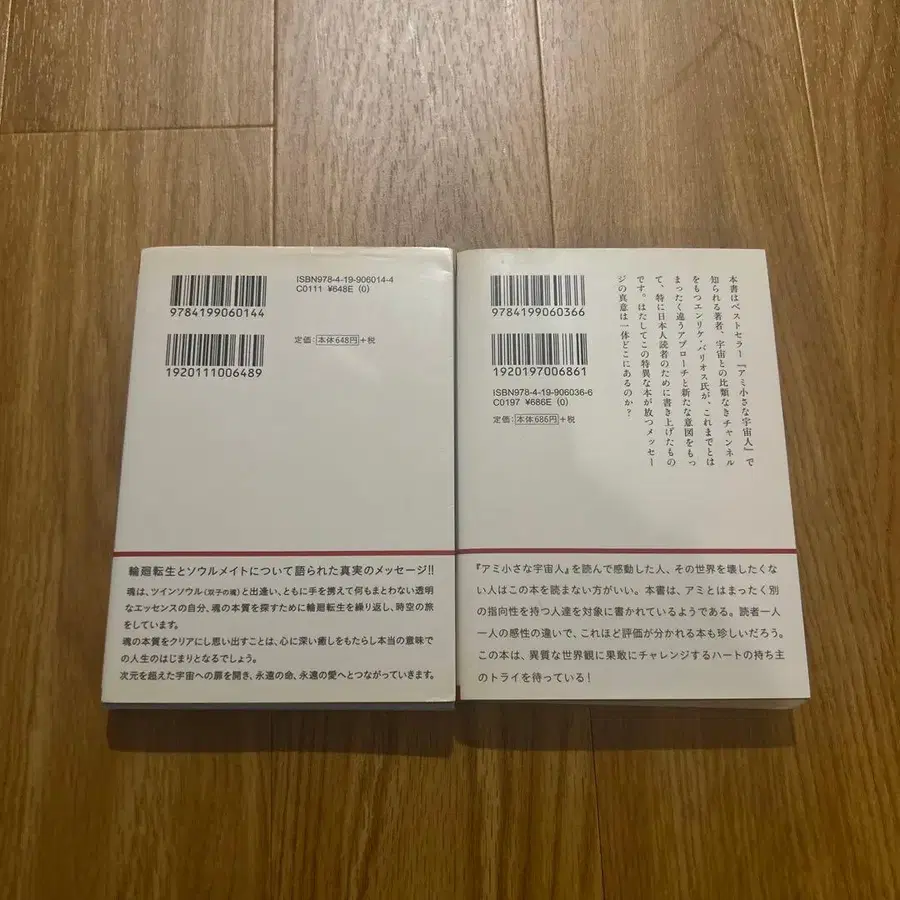 ISBN978-4-19-906014-4
C0111 ¥648E (0)
9784199060144
定価：本体648円+税
1920111006489
輪廻転生とソウルメイトについて語られた真実のメッセージ!!
魂は、ツインソウル（双子の魂）と出逢い、ともに手を携えて何もまとわない透明
なエッセンスの自分、魂の本質を探すために輪廻転生を繰り返し、時空の旅
をしています。
魂の本質をクリアにし思い出すことは、心に深い癒しをもたらし本当の意味で
の人生のはじまりとなるでしょう。
次元を超えた宇宙への扉を開き、永遠の命、永遠の愛へとつながっていきます。
9784199060366
1920197006861
ISBN978-4-19-906036-6
C0197 ¥686E (0)
定価：本体686円+税
本書はベストセラー『アミ小さな宇宙人』で
知られる著者、宇宙との比類なきチャンネル
をもつエンリケ・バリオス氏が、これまでとは
まったく違うアプローチと新たな意図をもっ
て、特に日本人読者のために書き上げたもの
です。はたしてこの特異な本が放つメッセー
ジの真意は一体どこにあるのか？
『アミ小さな宇宙人』を読んで感動した人、その世界を壊したくな
い人はこの本を読まない方がいい。本書は、アミとはまったく別
の指向性を持つ人達を対象に書かれているようである。読者一人
一人の感性の違いで、これほど評価が分かれる本も珍しいだろう。
この本は、異質な世界観に果敢にチャレンジするハートの持ち主
のトライを待っている！